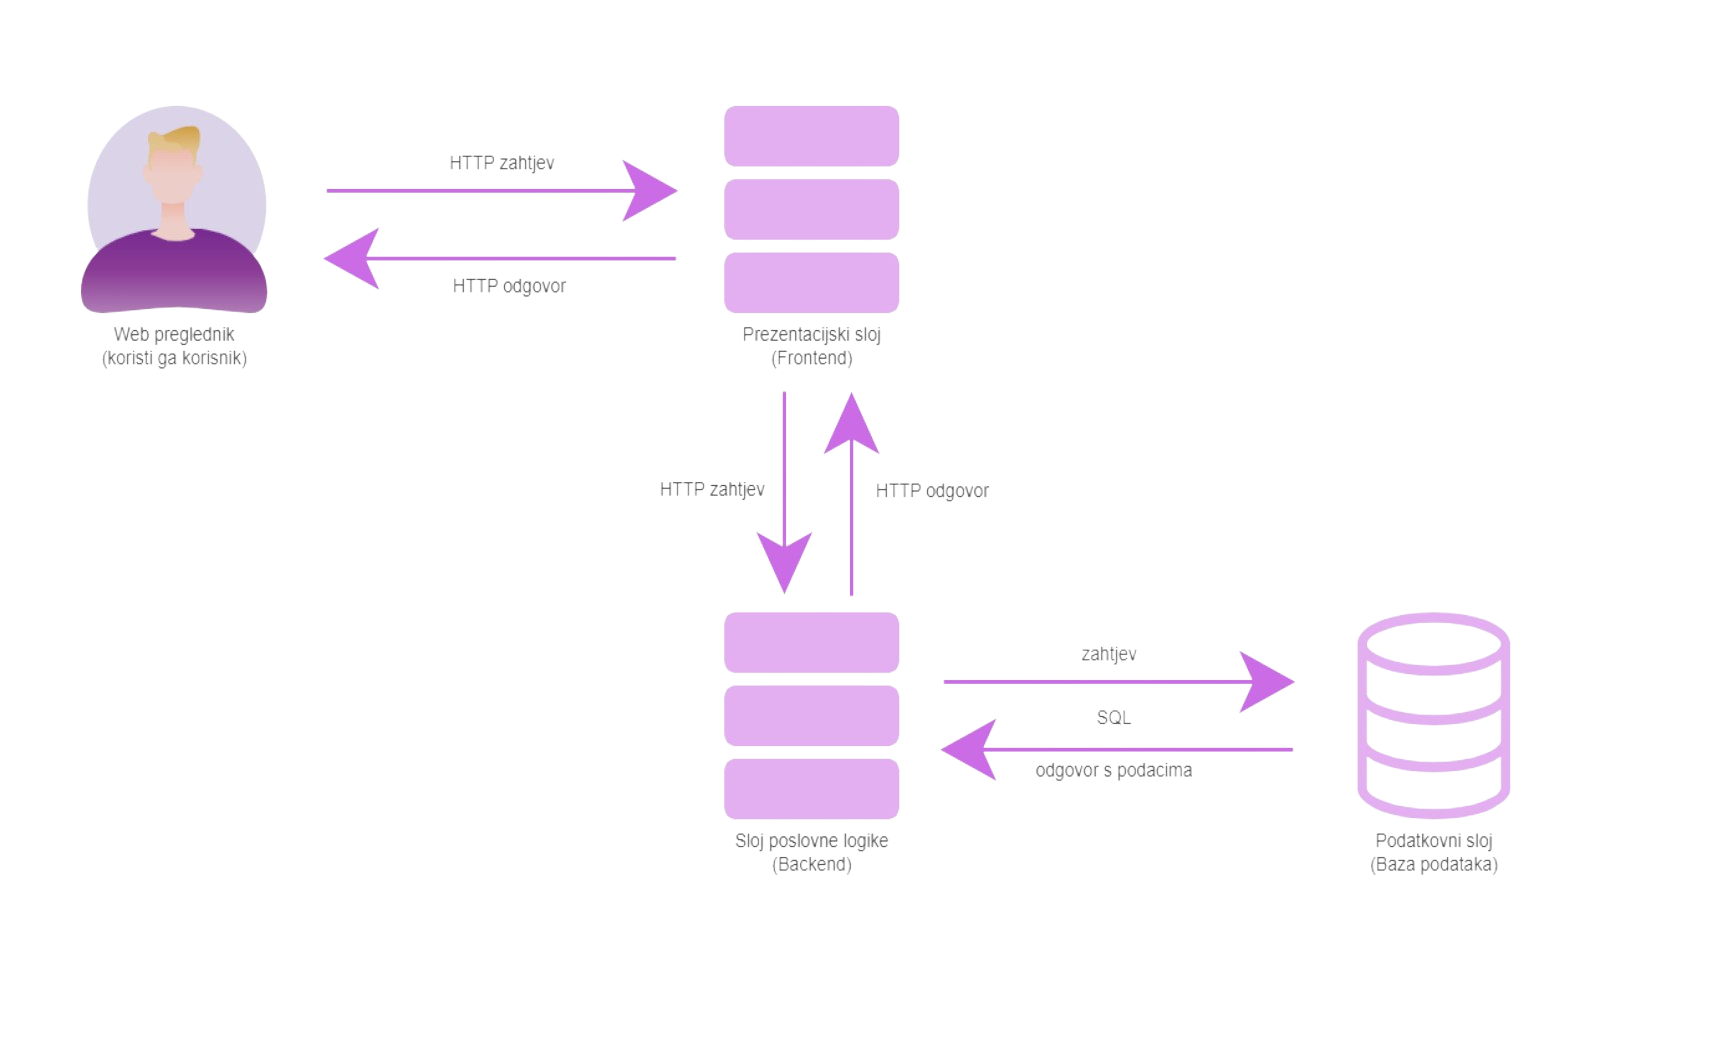 HTTP zahtjev
HTTP odgovor
Web preglednik
(koristi ga korisnik)
Prezentacijski sloj
(Frontend)
HTTP zahtjev
HTTP odgovor
zahtjev
SQL
odgovor s podacima
Sloj poslovne logike
(Backend)
Podatkovni sloj
(Baza podataka)